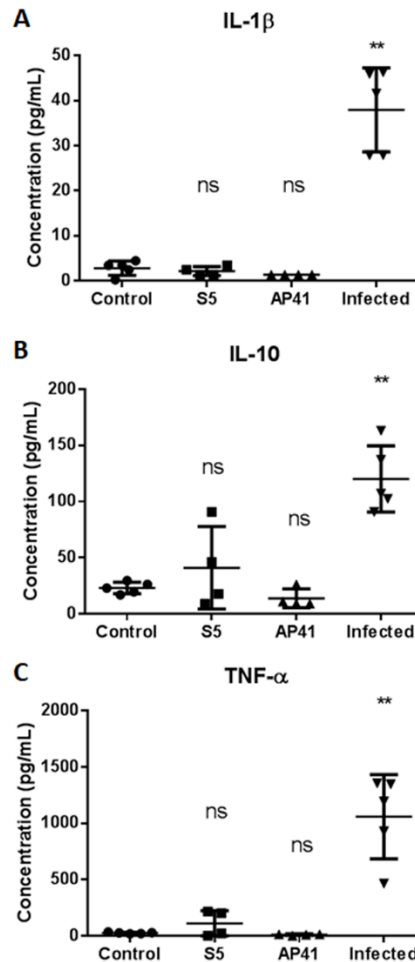 A
IL-1β
Concentration (pg/mL)
50
40
30
20
10
0
ns
ns
**
Control S5 AP41 Infected
B
IL-10
Concentration (pg/mL)
200
150
100
50
0
ns
ns
**
Control S5 AP41 Infected
C
TNF-α
Concentration (pg/mL)
2000
1500
1000
500
0
ns
ns
**
Control S5 AP41 Infected